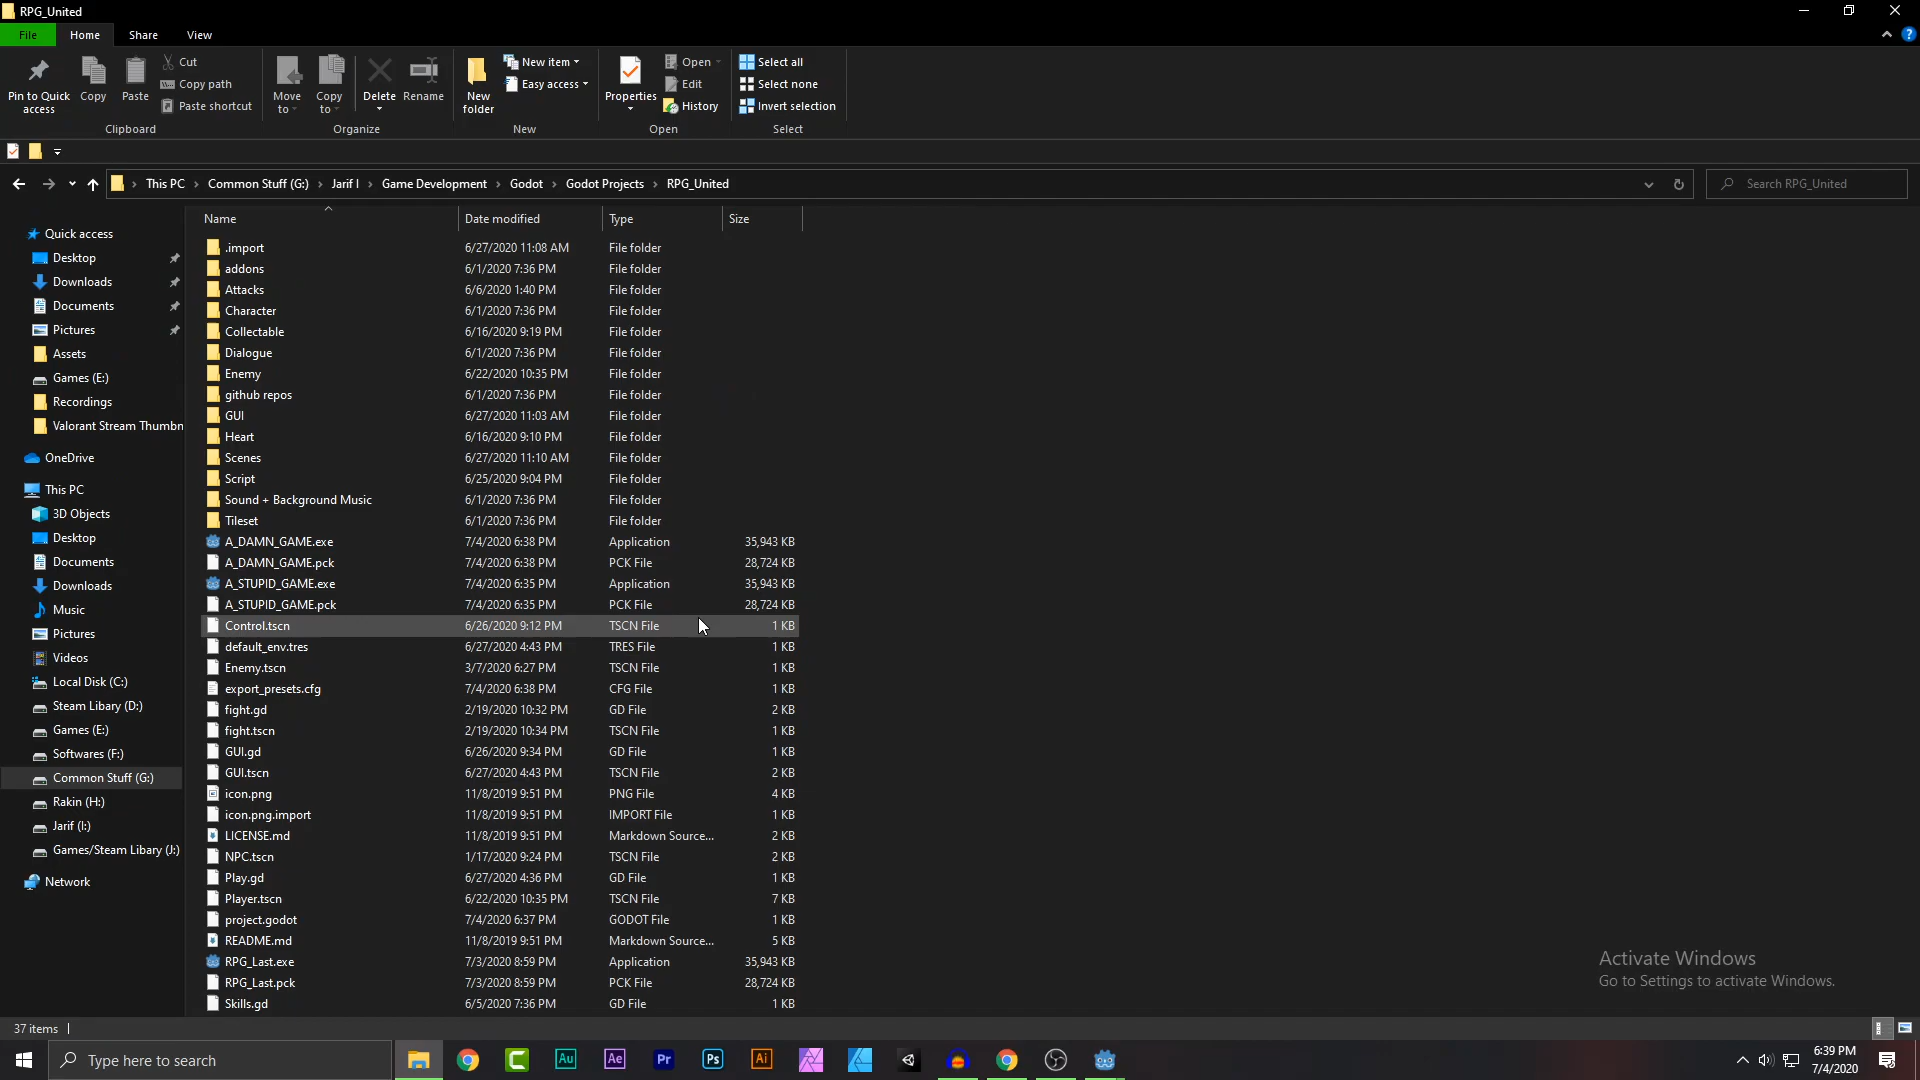 RPG_United
File Home Share View
Pin to Quick access
Copy
Paste
Cut
Copy path
Paste shortcut
Clipboard
Move to
Copy to
Delete
Rename
Organize
New folder
New item
Easy access
New
Properties
Open
Edit
History
Open
Select all
Select none
Invert selection
Select
This PC Common Stuff (G:) Jarif I Game Development Godot Godot Projects RPG_United
Search RPG_United
Quick access
Desktop
Downloads
Documents
Pictures
Assets
Games (E:)
Recordings
Valorant Stream Thumbn
OneDrive
This PC
3D Objects
Desktop
Documents
Downloads
Music
Pictures
Videos
Local Disk (C:)
Steam Libary (D:)
Games (E:)
Softwares (F:)
Common Stuff (G:)
Rakin (H:)
Jarif (I:)
Games/Steam Libary (J:)
Network
Name Date modified Type Size
.import 6/27/2020 11:08 AM File folder
addons 6/1/2020 7:36 PM File folder
Attacks 6/6/2020 1:40 PM File folder
Character 6/1/2020 7:36 PM File folder
Collectable 6/16/2020 9:19 PM File folder
Dialogue 6/1/2020 7:36 PM File folder
Enemy 6/22/2020 10:35 PM File folder
github repos 6/1/2020 7:36 PM File folder
GUI 6/27/2020 11:03 AM File folder
Heart 6/16/2020 9:10 PM File folder
Scenes 6/27/2020 11:10 AM File folder
Script 6/25/2020 9:04 PM File folder
Sound + Background Music 6/1/2020 7:36 PM File folder
Tileset 6/1/2020 7:36 PM File folder
A_DAMN_GAME.exe 7/4/2020 6:38 PM Application 35,943 KB
A_DAMN_GAME.pck 7/4/2020 6:38 PM PCK File 28,724 KB
A_STUPID_GAME.exe 7/4/2020 6:35 PM Application 35,943 KB
A_STUPID_GAME.pck 7/4/2020 6:35 PM PCK File 28,724 KB
Control.tscn 6/26/2020 9:12 PM TSCN File 1 KB
default_env.tres 6/27/2020 4:43 PM TRES File 1 KB
Enemy.tscn 3/7/2020 6:27 PM TSCN File 1 KB
export_presets.cfg 7/4/2020 6:38 PM CFG File 1 KB
fight.gd 2/19/2020 10:32 PM GD File 2 KB
fight.tscn 2/19/2020 10:34 PM TSCN File 1 KB
GUI.gd 6/26/2020 9:34 PM GD File 1 KB
GUI.tscn 6/27/2020 4:43 PM TSCN File 2 KB
icon.png 11/8/2019 9:51 PM PNG File 4 KB
icon.png.import 11/8/2019 9:51 PM IMPORT File 1 KB
LICENSE.md 11/8/2019 9:51 PM Markdown Source... 2 KB
NPC.tscn 1/17/2020 9:24 PM TSCN File 2 KB
Play.gd 6/27/2020 4:36 PM GD File 1 KB
Player.tscn 6/22/2020 10:35 PM TSCN File 7 KB
project.godot 7/4/2020 6:37 PM GODOT File 1 KB
README.md 11/8/2019 9:51 PM Markdown Source... 5 KB
RPG_Last.exe 7/3/2020 8:59 PM Application 35,943 KB
RPG_Last.pck 7/3/2020 8:59 PM PCK File 28,724 KB
Skills.gd 6/5/2020 7:36 PM GD File 1 KB
Activate Windows
Go to Settings to activate Windows.
37 items
Type here to search
Au
Ae
Pr
Ps
Ai
6:39 PM
7/4/2020